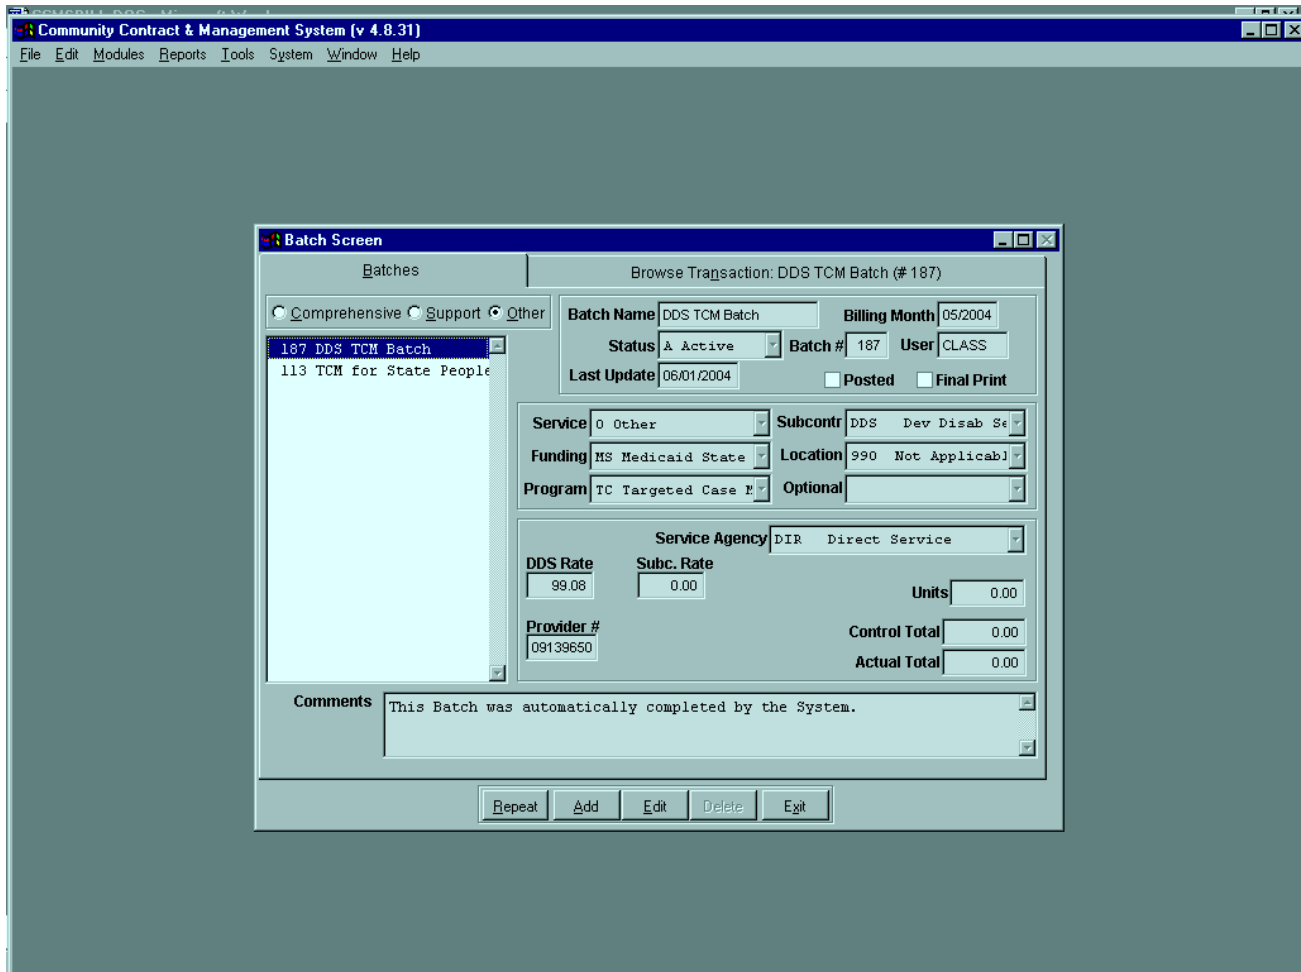 Community Contract & Management System (v 4.8.31)
File Edit Modules Reports Tools System Window Help
Batch Screen
Batches
Browse Transaction: DDS TCM Batch (# 187)
Comprehensive Support Other
187 DDS TCM Batch
113 TCM for State People
Batch Name DDS TCM Batch Billing Month 05/2004
Status A Active Batch # 187 User CLASS
Last Update 06/01/2004 Posted Final Print
Service O Other Subcontr DDS Dev Disab Se
Funding MS Medicaid State Location 990 Not Applicabl
Program TC Targeted Case M Optional
Service Agency DIR Direct Service
DDS Rate Subc. Rate
99.08 0.00
Units 0.00
Provider #
09139650
Control Total 0.00
Actual Total 0.00
Comments This Batch was automatically completed by the System.
Repeat Add Edit Delete Exit